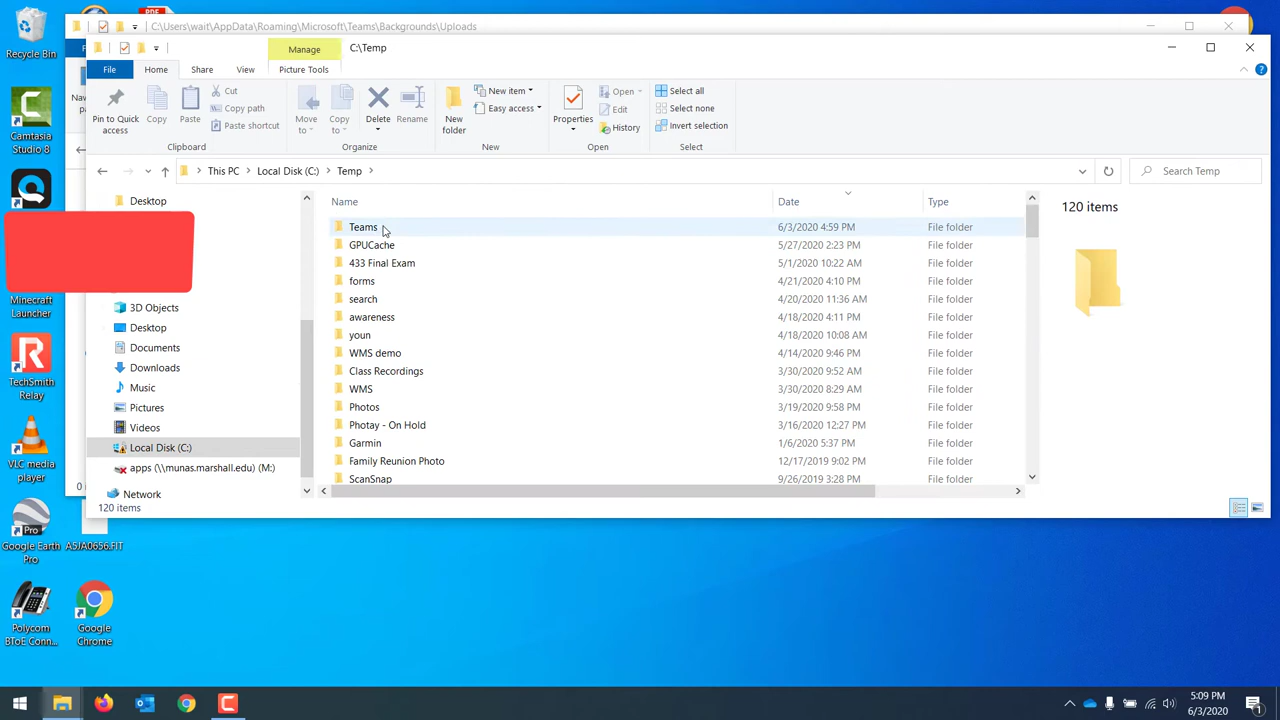 C:\Users\wait\AppData\Roaming\Microsoft\Teams\Backgrounds\Uploads
Manage
C:\Temp
File
Home
Share
View
Picture Tools
Pin to Quick access
Copy
Paste
Cut
Copy path
Paste shortcut
Clipboard
Move to
Copy to
Delete
Rename
Organize
New folder
New item
Easy access
New
Properties
Open
Edit
History
Open
Select all
Select none
Invert selection
Select
This PC
Local Disk (C:)
Temp
Search Temp
Desktop
3D Objects
Desktop
Documents
Downloads
Music
Pictures
Videos
Local Disk (C:)
apps (\\munas.marshall.edu) (M:)
Network
Name
Date
Type
Teams 6/3/2020 4:59 PM File folder
GPUCache 5/27/2020 2:23 PM File folder
433 Final Exam 5/1/2020 10:22 AM File folder
forms 4/21/2020 4:10 PM File folder
search 4/20/2020 11:36 AM File folder
awareness 4/18/2020 4:11 PM File folder
youn 4/18/2020 10:08 AM File folder
WMS demo 4/14/2020 9:46 PM File folder
Class Recordings 3/30/2020 9:52 AM File folder
WMS 3/30/2020 8:29 AM File folder
Photos 3/19/2020 9:58 PM File folder
Photay - On Hold 3/16/2020 12:27 PM File folder
Garmin 1/6/2020 5:37 PM File folder
Family Reunion Photo 12/17/2019 9:02 PM File folder
ScanSnap 9/26/2019 3:28 PM File folder
120 items
120 items
Recycle Bin
Camtasia
Studio 8
Minecraft
Launcher
TechSmith
Relay
VLC media
player
Pro
Google Earth
Pro
A5JA0656.FIT
Polycom
BToE Conn...
Google
Chrome
5:09 PM
6/3/2020
1